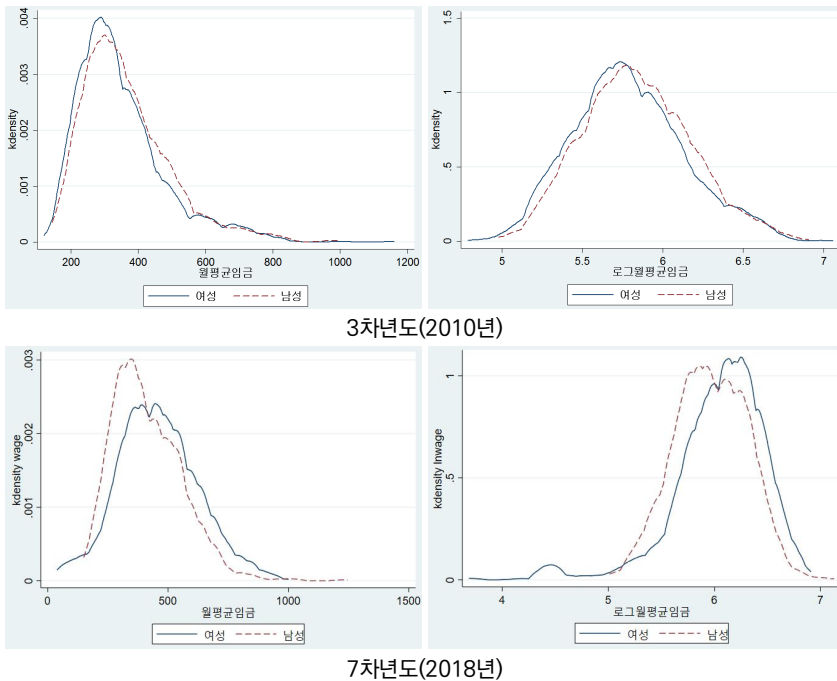 kdensity
0
.001
.002
.003
.004
200
400
600
800
1000
1200
월평균임금
여성
남성
kdensity
0
.5
1
1.5
5
5.5
6
6.5
7
로그월평균임금
여성
남성
3차년도(2010년)
kdensity wage
0
.001
.002
.003
0
500
1000
1500
월평균임금
여성
남성
kdensity lnwage
0
.5
1
4
5
6
7
로그월평균임금
여성
남성
7차년도(2018년)